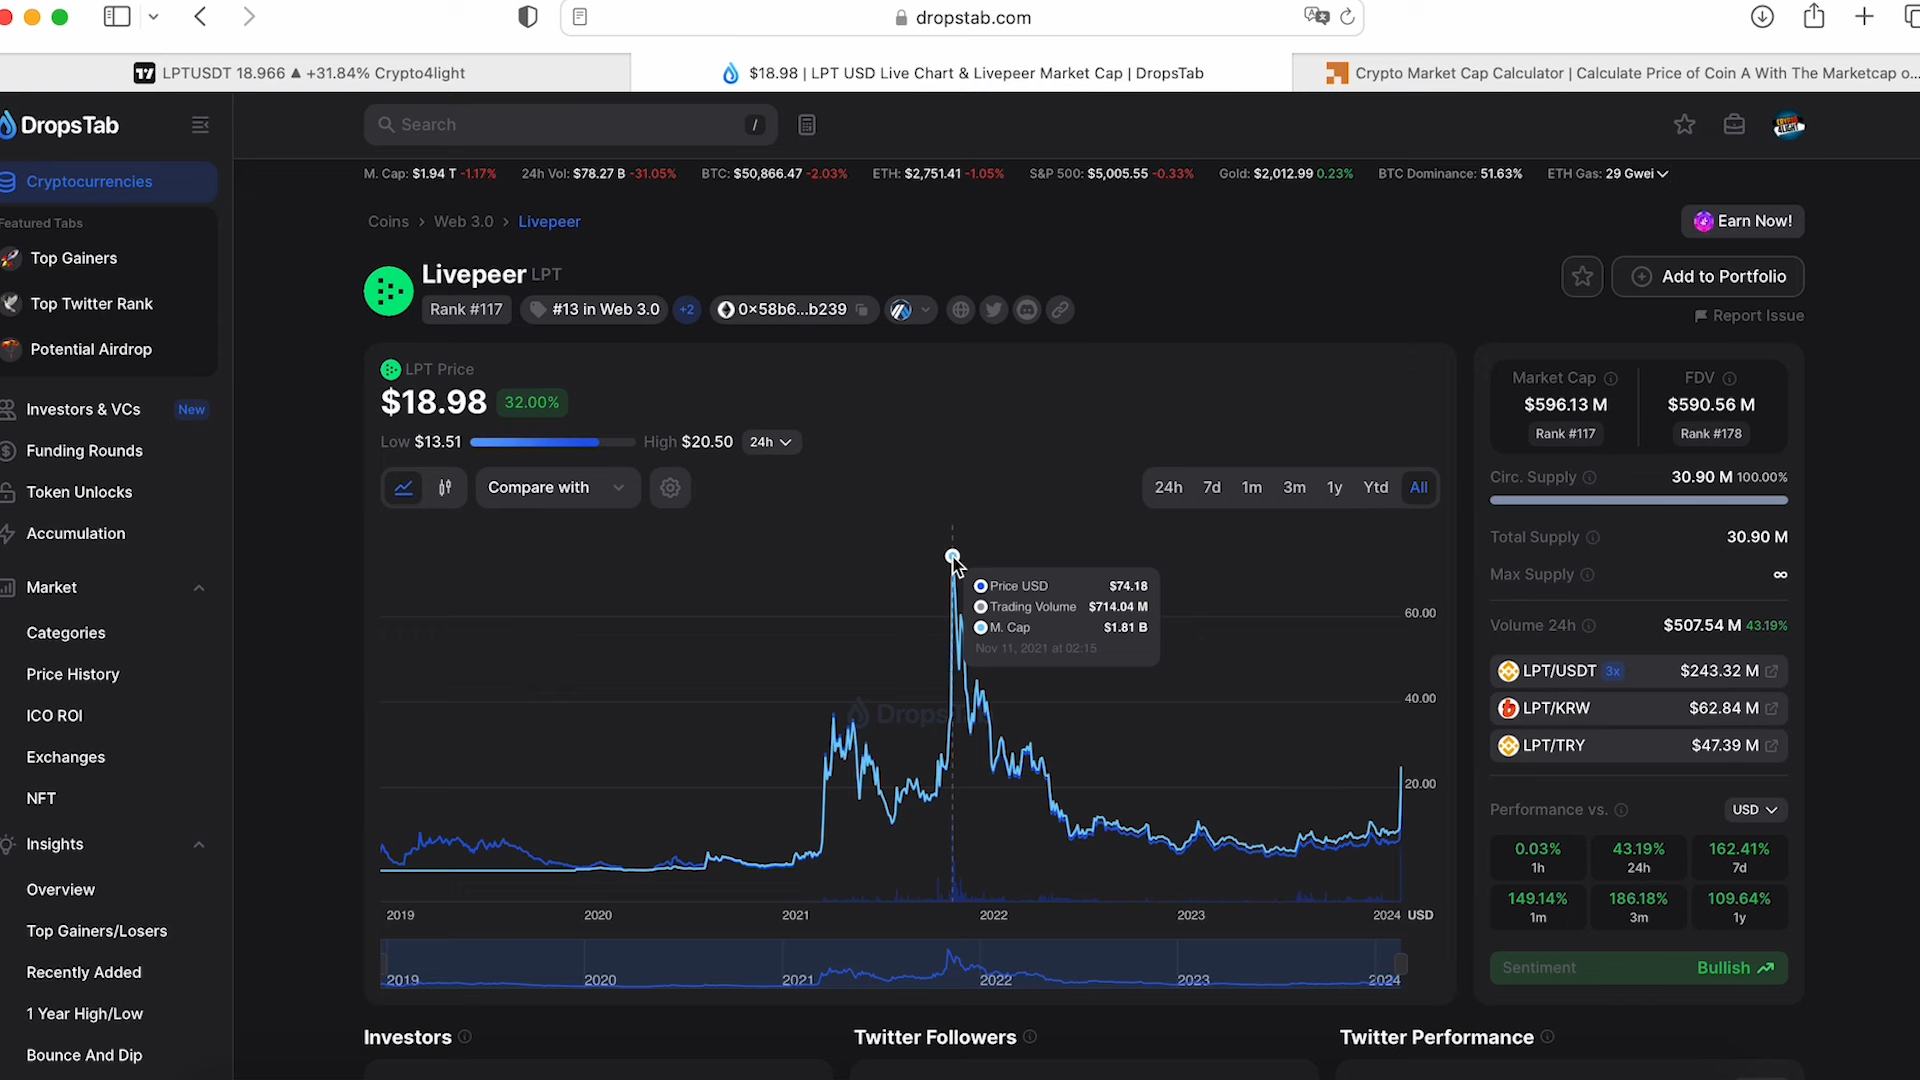 dropstab.com
LPTUSDT 18.966 ▲ +31.84% Crypto4light
$18.98 | LPT USD Live Chart & Livepeer Market Cap | DropsTab
Crypto Market Cap Calculator | Calculate Price of Coin A With The Marketcap o...
DropsTab
Search
/
M. Cap: $1.94 T -1.17% 24h Vol: $78.27 B -31.05% BTC: $50,866.47 -2.03% ETH: $2,751.41 -1.05% S&P 500: $5,005.55 -0.33% Gold: $2,012.99 0.23% BTC Dominance: 51.63% ETH Gas: 29 Gwei
Cryptocurrencies
Featured Tabs
Top Gainers
Top Twitter Rank
Potential Airdrop
Investors & VCs New
Funding Rounds
Token Unlocks
Accumulation
Market
Categories
Price History
ICO ROI
Exchanges
NFT
Insights
Overview
Top Gainers/Losers
Recently Added
1 Year High/Low
Bounce And Dip
Coins > Web 3.0 > Livepeer
Earn Now!
Livepeer LPT
Rank #117 #13 in Web 3.0 +2 0×58b6...b239
Add to Portfolio
Report Issue
LPT Price
$18.98 32.00%
Low $13.51 High $20.50 24h
Compare with
24h 7d 1m 3m 1y Ytd All
Price USD $74.18
Trading Volume $714.04 M
M. Cap $1.81 B
Nov 11, 2021 at 02:15
60.00
40.00
20.00
2019 2020 2021 2022 2023 2024 USD
2019 2020 2021 2022 2023 2024
Market Cap FDV
$596.13 M $590.56 M
Rank #117 Rank #178
Circ. Supply 30.90 M 100.00%
Total Supply 30.90 M
Max Supply ∞
Volume 24h $507.54 M 43.19%
LPT/USDT 3x $243.32 M
LPT/KRW $62.84 M
LPT/TRY $47.39 M
Performance vs. USD
0.03% 43.19% 162.41%
1h 24h 7d
149.14% 186.18% 109.64%
1m 3m 1y
Sentiment Bullish
Investors
Twitter Followers
Twitter Performance